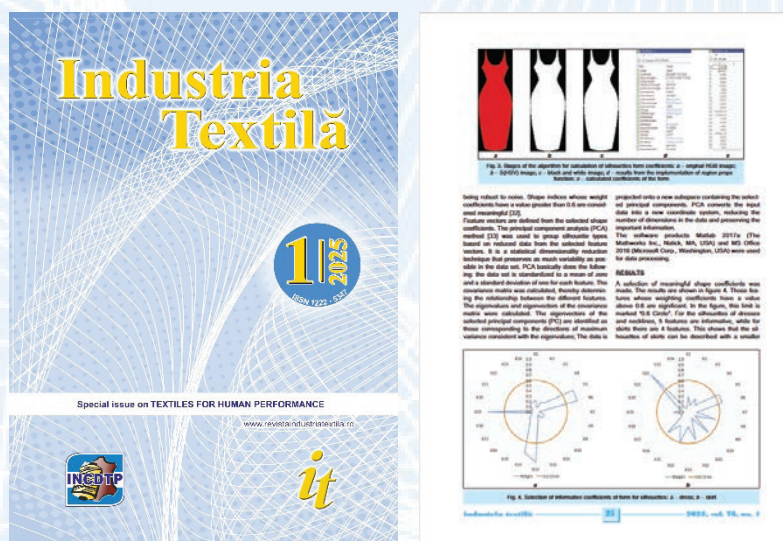 Industria
Textilă
1|2025
ISSN 1222 - 5347
Special issue on TEXTILES FOR HUMAN PERFORMANCE
www.revistaindustriatextila.ro
INCDTP
it
Fig. 3. Stages of the algorithm for calculation of silhouettes form coefficients: a – original RGB image;
b – S(HSV) image; c – black and white image; d – results from the implementation of region props
function; e – calculated coefficients of the form
being robust to noise. Shape indices whose weight
coefficients have a value greater than 0.6 are consid-
ered meaningful [32].
Feature vectors are defined from the selected shape
coefficients. The principal component analysis (PCA)
method [33] was used to group silhouette types
based on reduced data from the selected feature
vectors. It is a statistical dimensionality reduction
technique that preserves as much variability as pos-
sible in the data set. PCA basically does the follow-
ing: the data set is standardized to a mean of zero
and a standard deviation of one for each feature. The
covariance matrix was calculated, thereby determin-
ing the relationship between the different features.
The eigenvalues and eigenvectors of the covariance
matrix were calculated. The eigenvectors of the
selected principal components (PC) are identified as
those corresponding to the directions of maximum
variance consistent with the eigenvalues; The data is
projected onto a new subspace containing the select-
ed principal components. PCA converts the input
data into a new coordinate system, reducing the
number of dimensions in the data and preserving the
important information.
The software products Matlab 2017a (The
Mathworks Inc., Natick, MA, USA) and MS Office
2016 (Microsoft Corp., Washington, USA) were used
for data processing.
RESULTS
A selection of meaningful shape coefficients was
made. The results are shown in figure 4. Those fea-
tures whose weighting coefficients have a value
above 0.6 are significant. In the figure, this limit is
marked "0.6 Circle". For the silhouettes of dresses
and necklines, 5 features are informative, while for
skirts there are 4 features. This shows that the sil-
houettes of skirts can be described with a smaller
Fig. 4. Selection of informative coefficients of form for silhouettes: a – dress; b – skirt
industria textilă
2025, vol. 76, no. 1